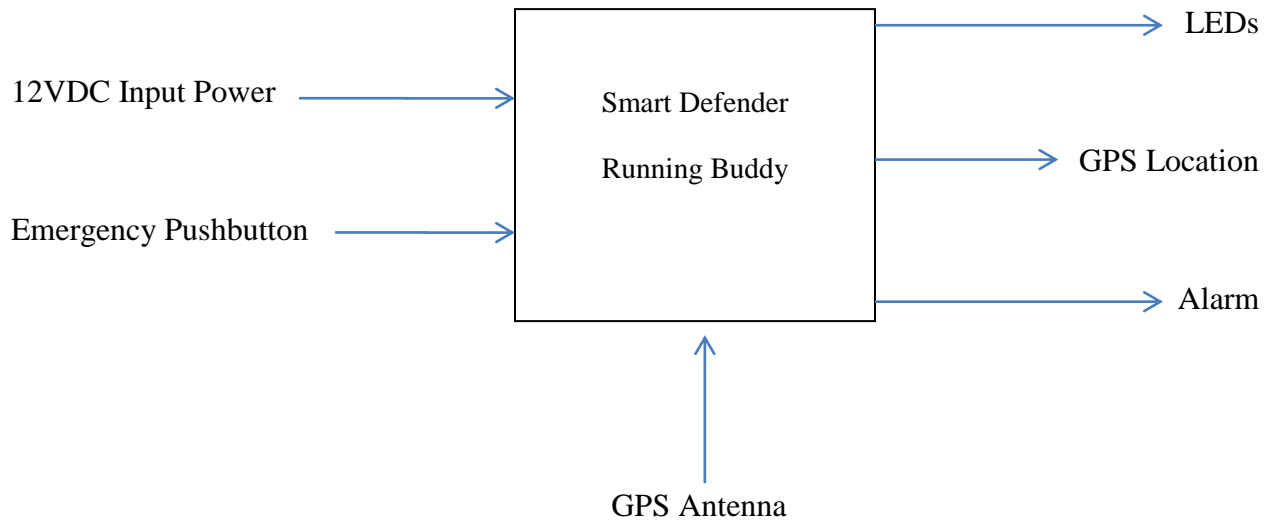 LEDs
12VDC Input Power
Smart Defender
Running Buddy
GPS Location
Emergency Pushbutton
Alarm
GPS Antenna